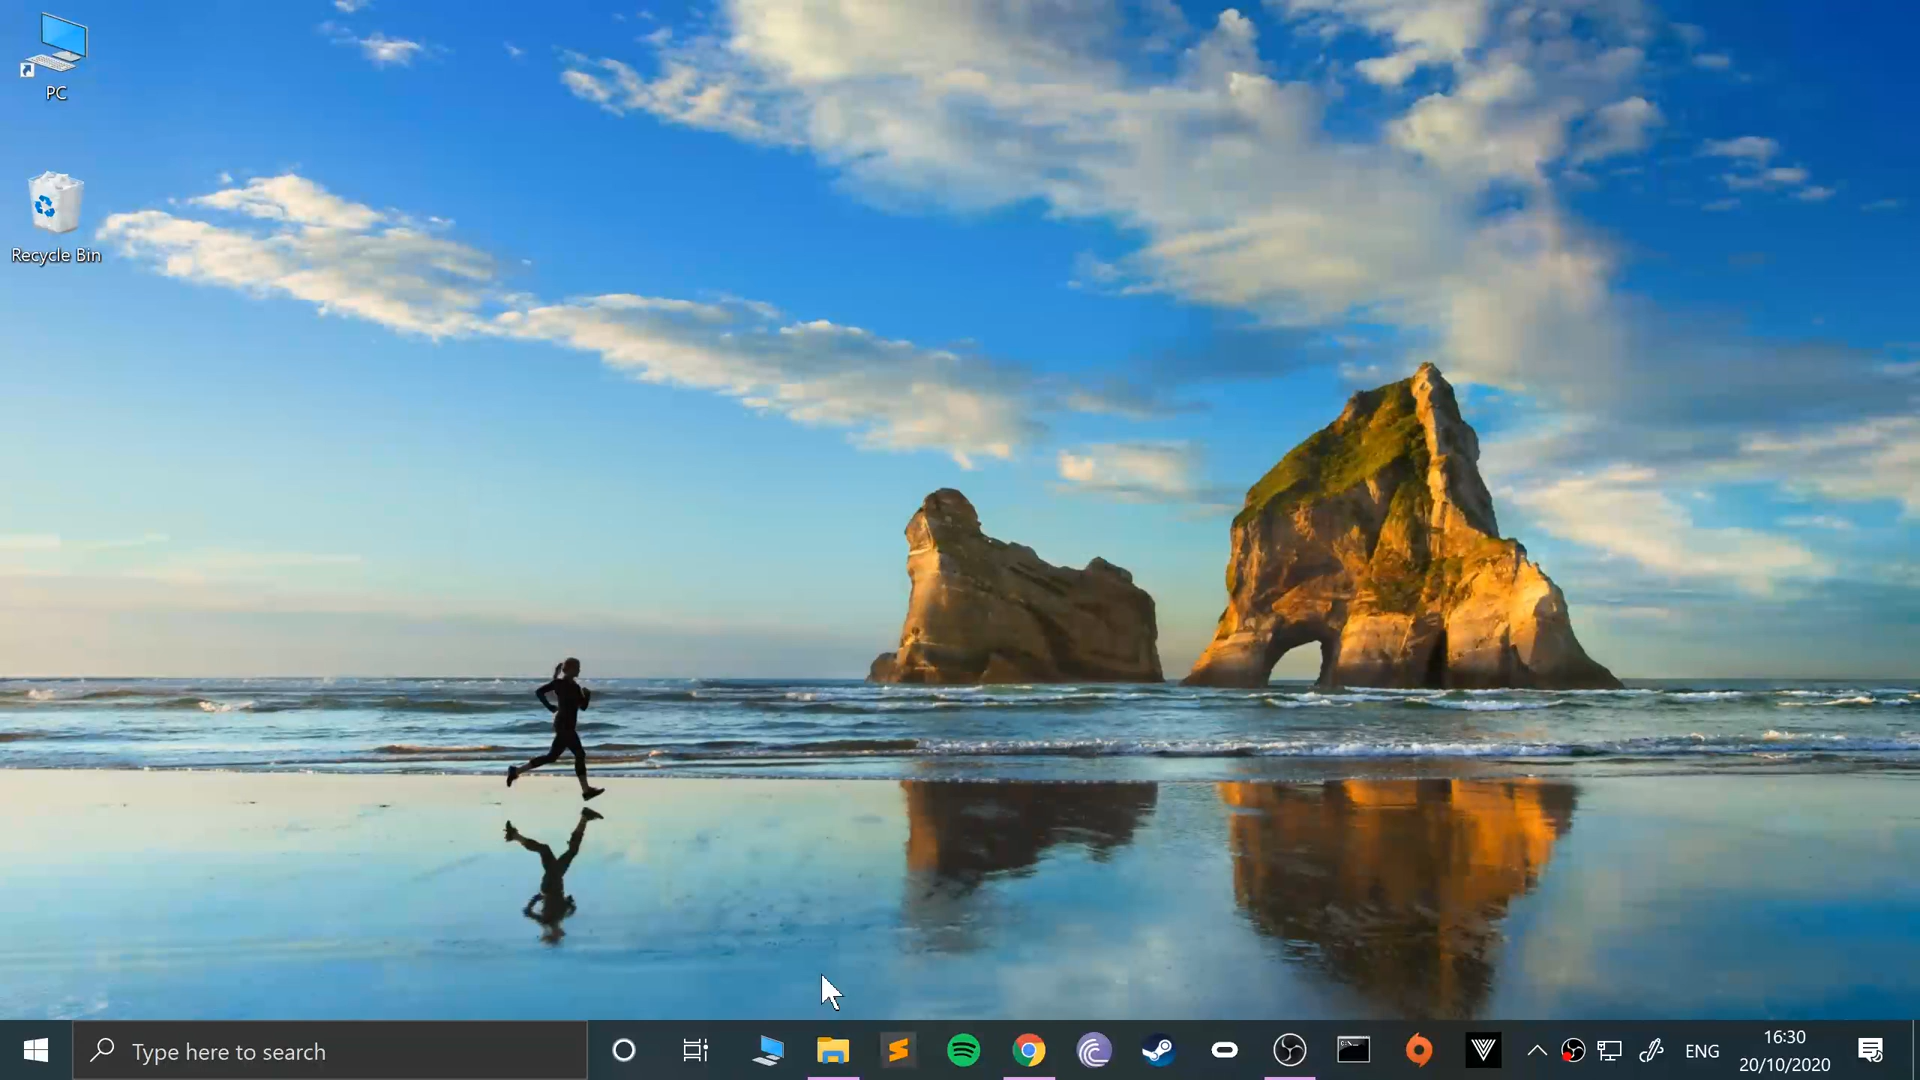 PC
Recycle Bin
Type here to search
ENG
16:30
20/10/2020